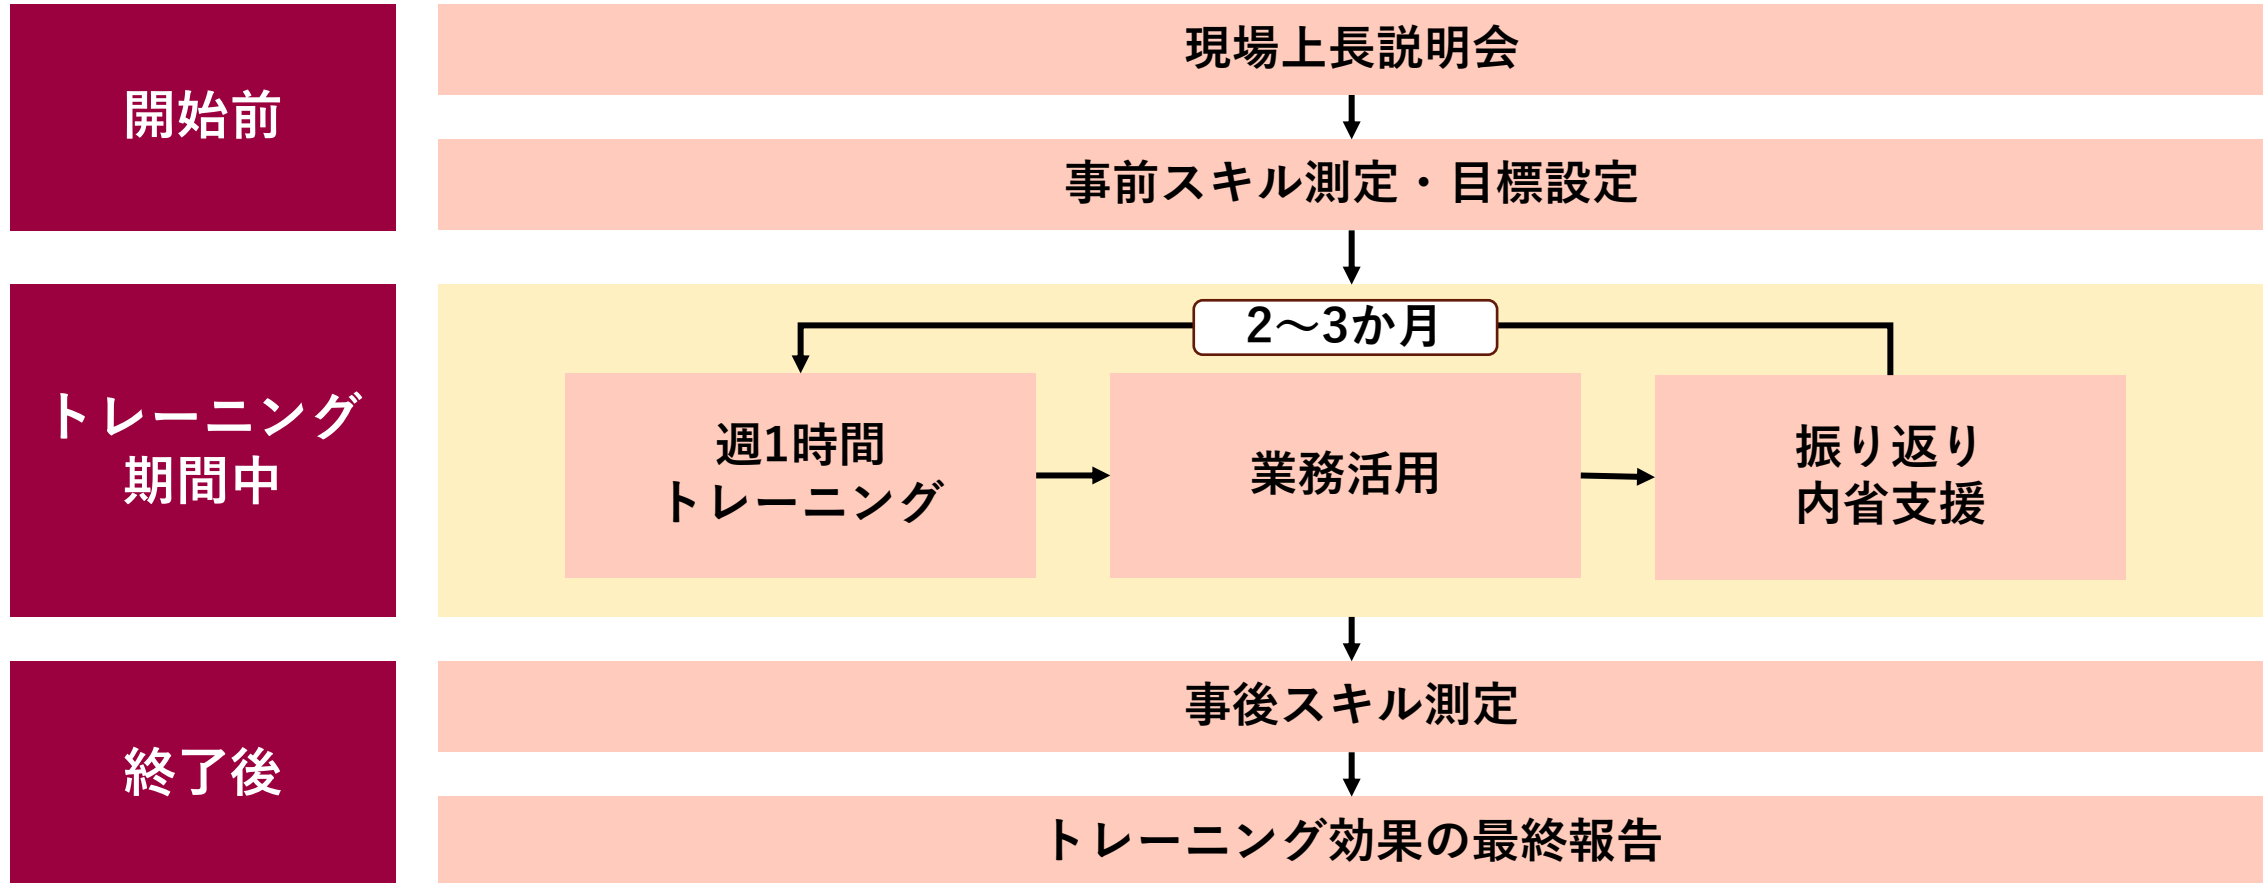 開始前
現場上長説明会
事前スキル測定・目標設定
トレーニング
期間中
2～3か月
週1時間
トレーニング
業務活用
振り返り
内省支援
終了後
事後スキル測定
トレーニング効果の最終報告